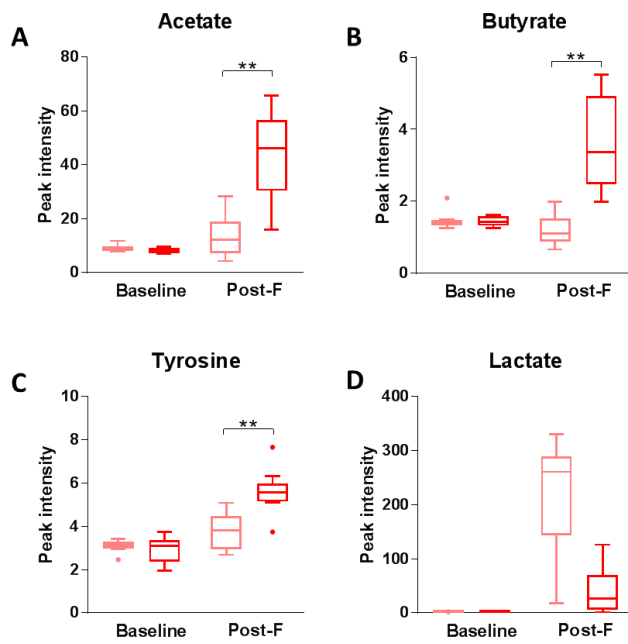 A
Acetate
Peak intensity
80
60
40
20
0
**
Baseline
Post-F
B
Butyrate
Peak intensity
6
4
2
0
**
Baseline
Post-F
C
Tyrosine
Peak intensity
10
8
6
4
2
0
**
Baseline
Post-F
D
Lactate
Peak intensity
400
300
200
100
0
Baseline
Post-F